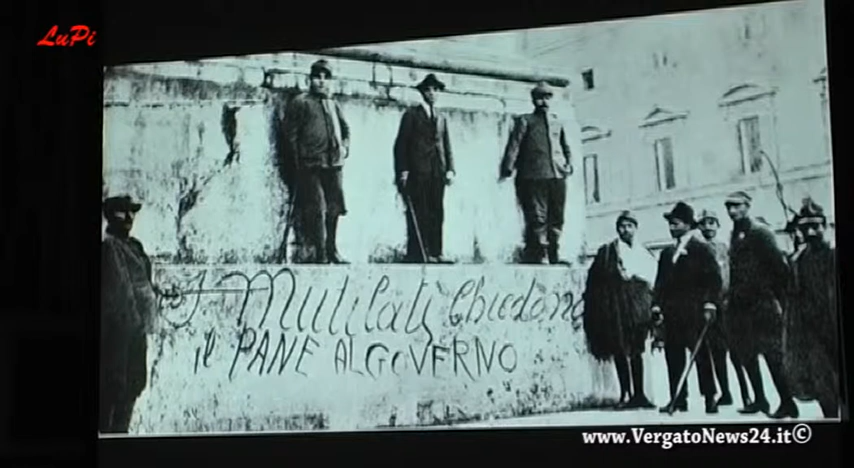 LuPi
I Mutilati Chiedono
il PANE AL GOVERNO
www.VergatoNews24.it©